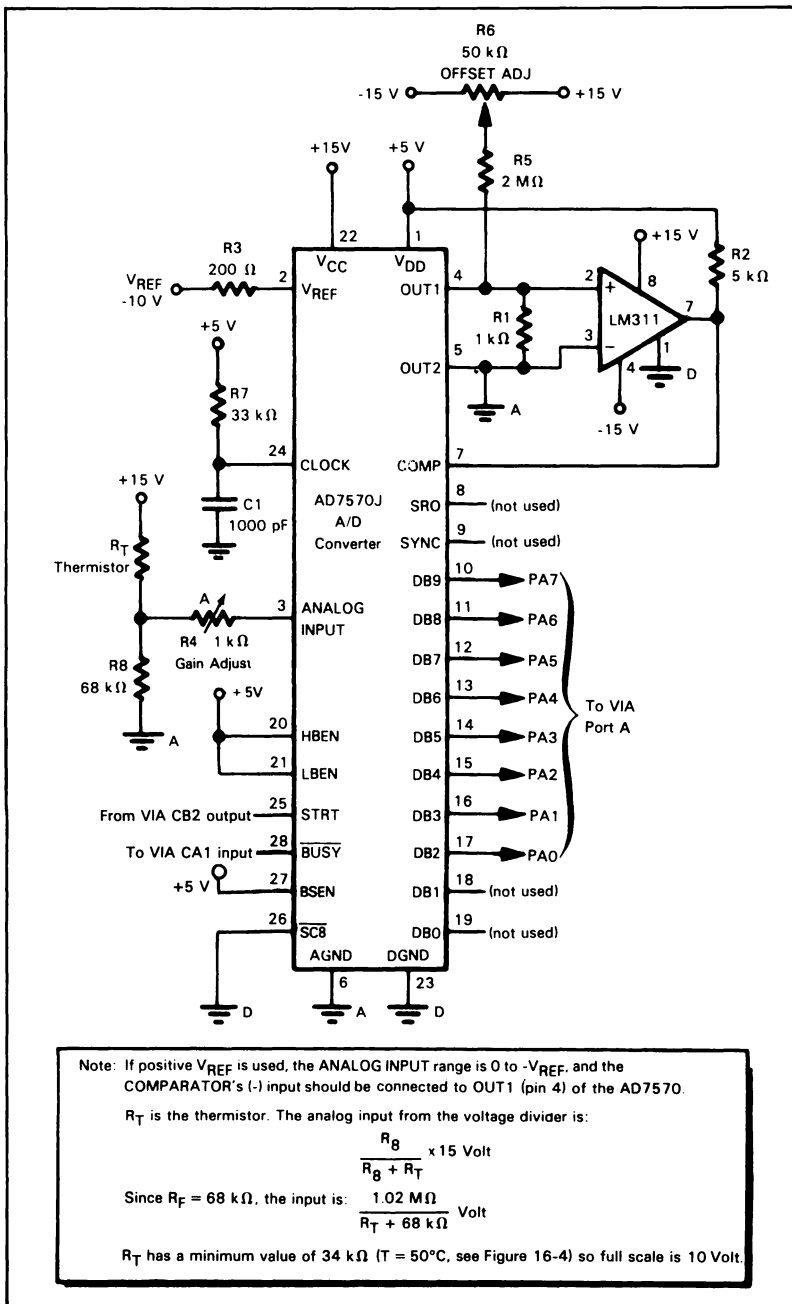 R6
50 kΩ
OFFSET ADJ
-15 V
+15 V
+15V
+5 V
R5
2 MΩ
22
1
VCC
VDD
R3
200 Ω
VREF
-10 V
2
VREF
4
OUT1
+15 V
R2
5 kΩ
2
+
8
7
LM311
R1
1 kΩ
3
−
1
4
D
-15 V
5
OUT2
A
+5 V
R7
33 kΩ
24
CLOCK
7
COMP
C1
1000 pF
AD7570J
A/D
Converter
8
SRO
(not used)
9
SYNC
(not used)
+15 V
RT
Thermistor
A
R4
1 kΩ
Gain Adjust
3
ANALOG
INPUT
R8
68 kΩ
A
10
DB9
PA7
11
DB8
PA6
12
DB7
PA5
13
DB6
PA4
14
DB5
PA3
15
DB4
PA2
16
DB3
PA1
17
DB2
PA0
18
DB1
(not used)
19
DB0
(not used)
To VIA
Port A
+5V
20
HBEN
21
LBEN
From VIA CB2 output
25
STRT
To VIA CA1 input
28
BUSY
+5 V
27
BSEN
26
SC8
D
AGND
DGND
6
A
23
D
Note: If positive VREF is used, the ANALOG INPUT range is 0 to -VREF, and the
COMPARATOR's (-) input should be connected to OUT1 (pin 4) of the AD7570.
RT is the thermistor. The analog input from the voltage divider is:
R8
R8 + RT
x 15 Volt
Since RF = 68 kΩ, the input is:
1.02 MΩ
RT + 68 kΩ
Volt
RT has a minimum value of 34 kΩ (T = 50°C, see Figure 16-4) so full scale is 10 Volt.